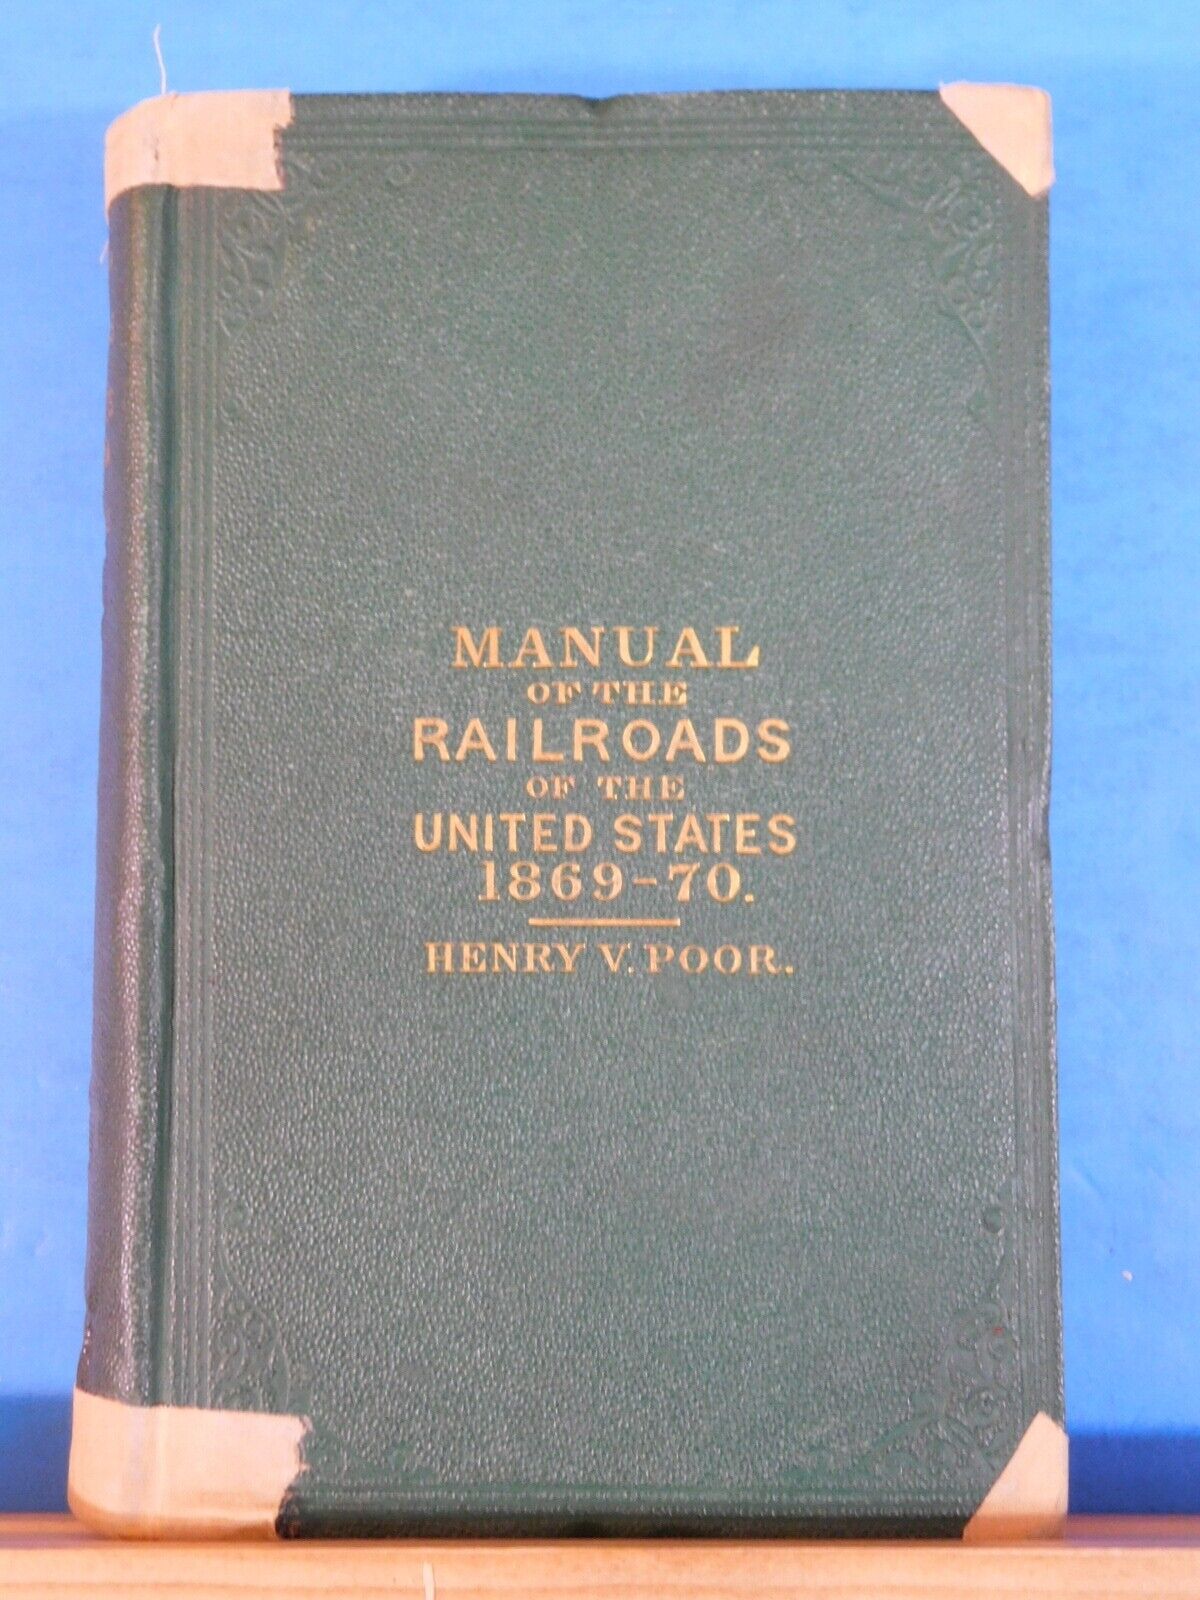 MANUAL
OF THE
RAILROADS
OF THE
UNITED STATES
1869-70.
HENRY V. POOR.